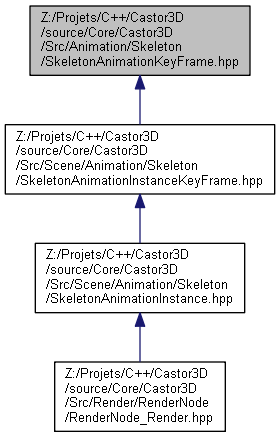 Z:/Projets/C++/Castor3D
/source/Core/Castor3D
/Src/Animation/Skeleton
/SkeletonAnimationKeyFrame.hpp
Z:/Projets/C++/Castor3D
/source/Core/Castor3D
/Src/Scene/Animation/Skeleton
/SkeletonAnimationInstanceKeyFrame.hpp
Z:/Projets/C++/Castor3D
/source/Core/Castor3D
/Src/Scene/Animation/Skeleton
/SkeletonAnimationInstance.hpp
Z:/Projets/C++/Castor3D
/source/Core/Castor3D
/Src/Render/RenderNode
/RenderNode_Render.hpp